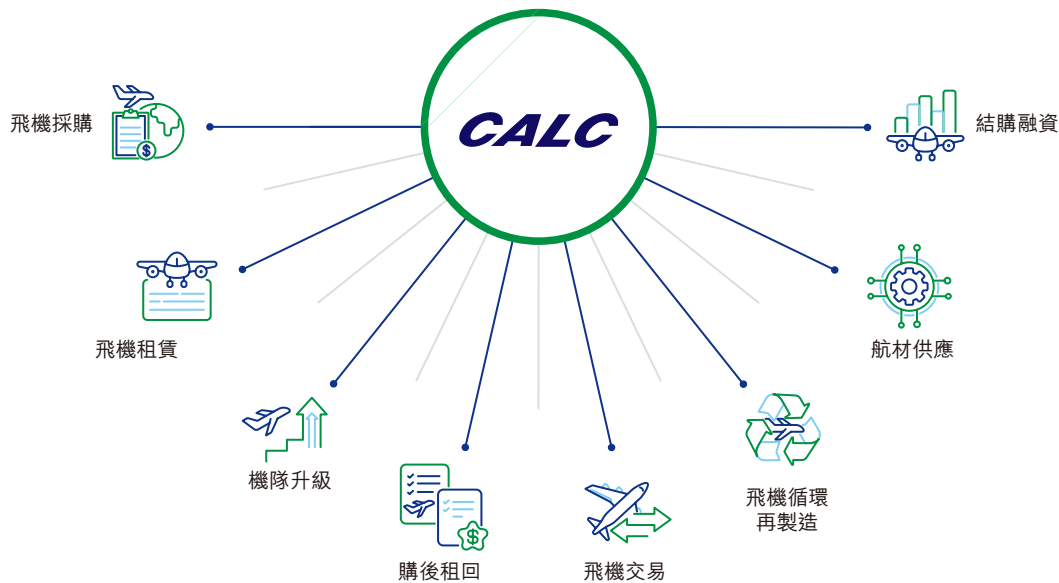 CALC
飛機採購
結購融資
飛機租賃
航材供應
機隊升級
飛機循環
再製造
購後租回
飛機交易